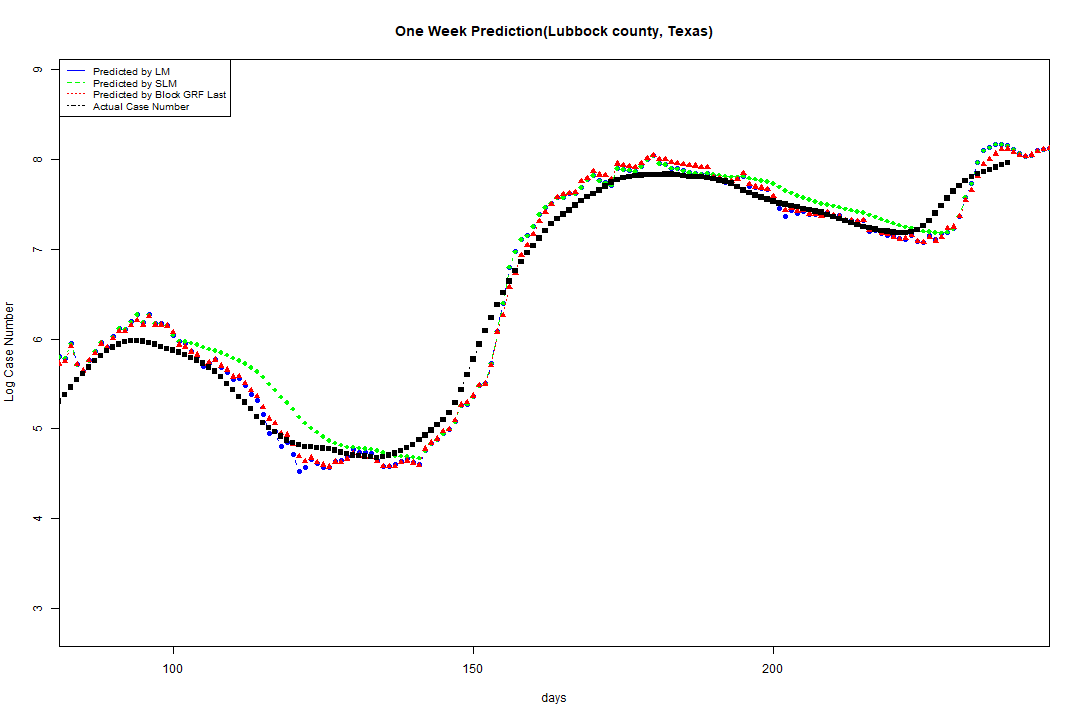 One Week Prediction(Lubbock county, Texas)
Predicted by LM
Predicted by SLM
Predicted by Block GRF Last
Actual Case Number
9
8
7
6
5
4
3
Log Case Number
100 150 200
days